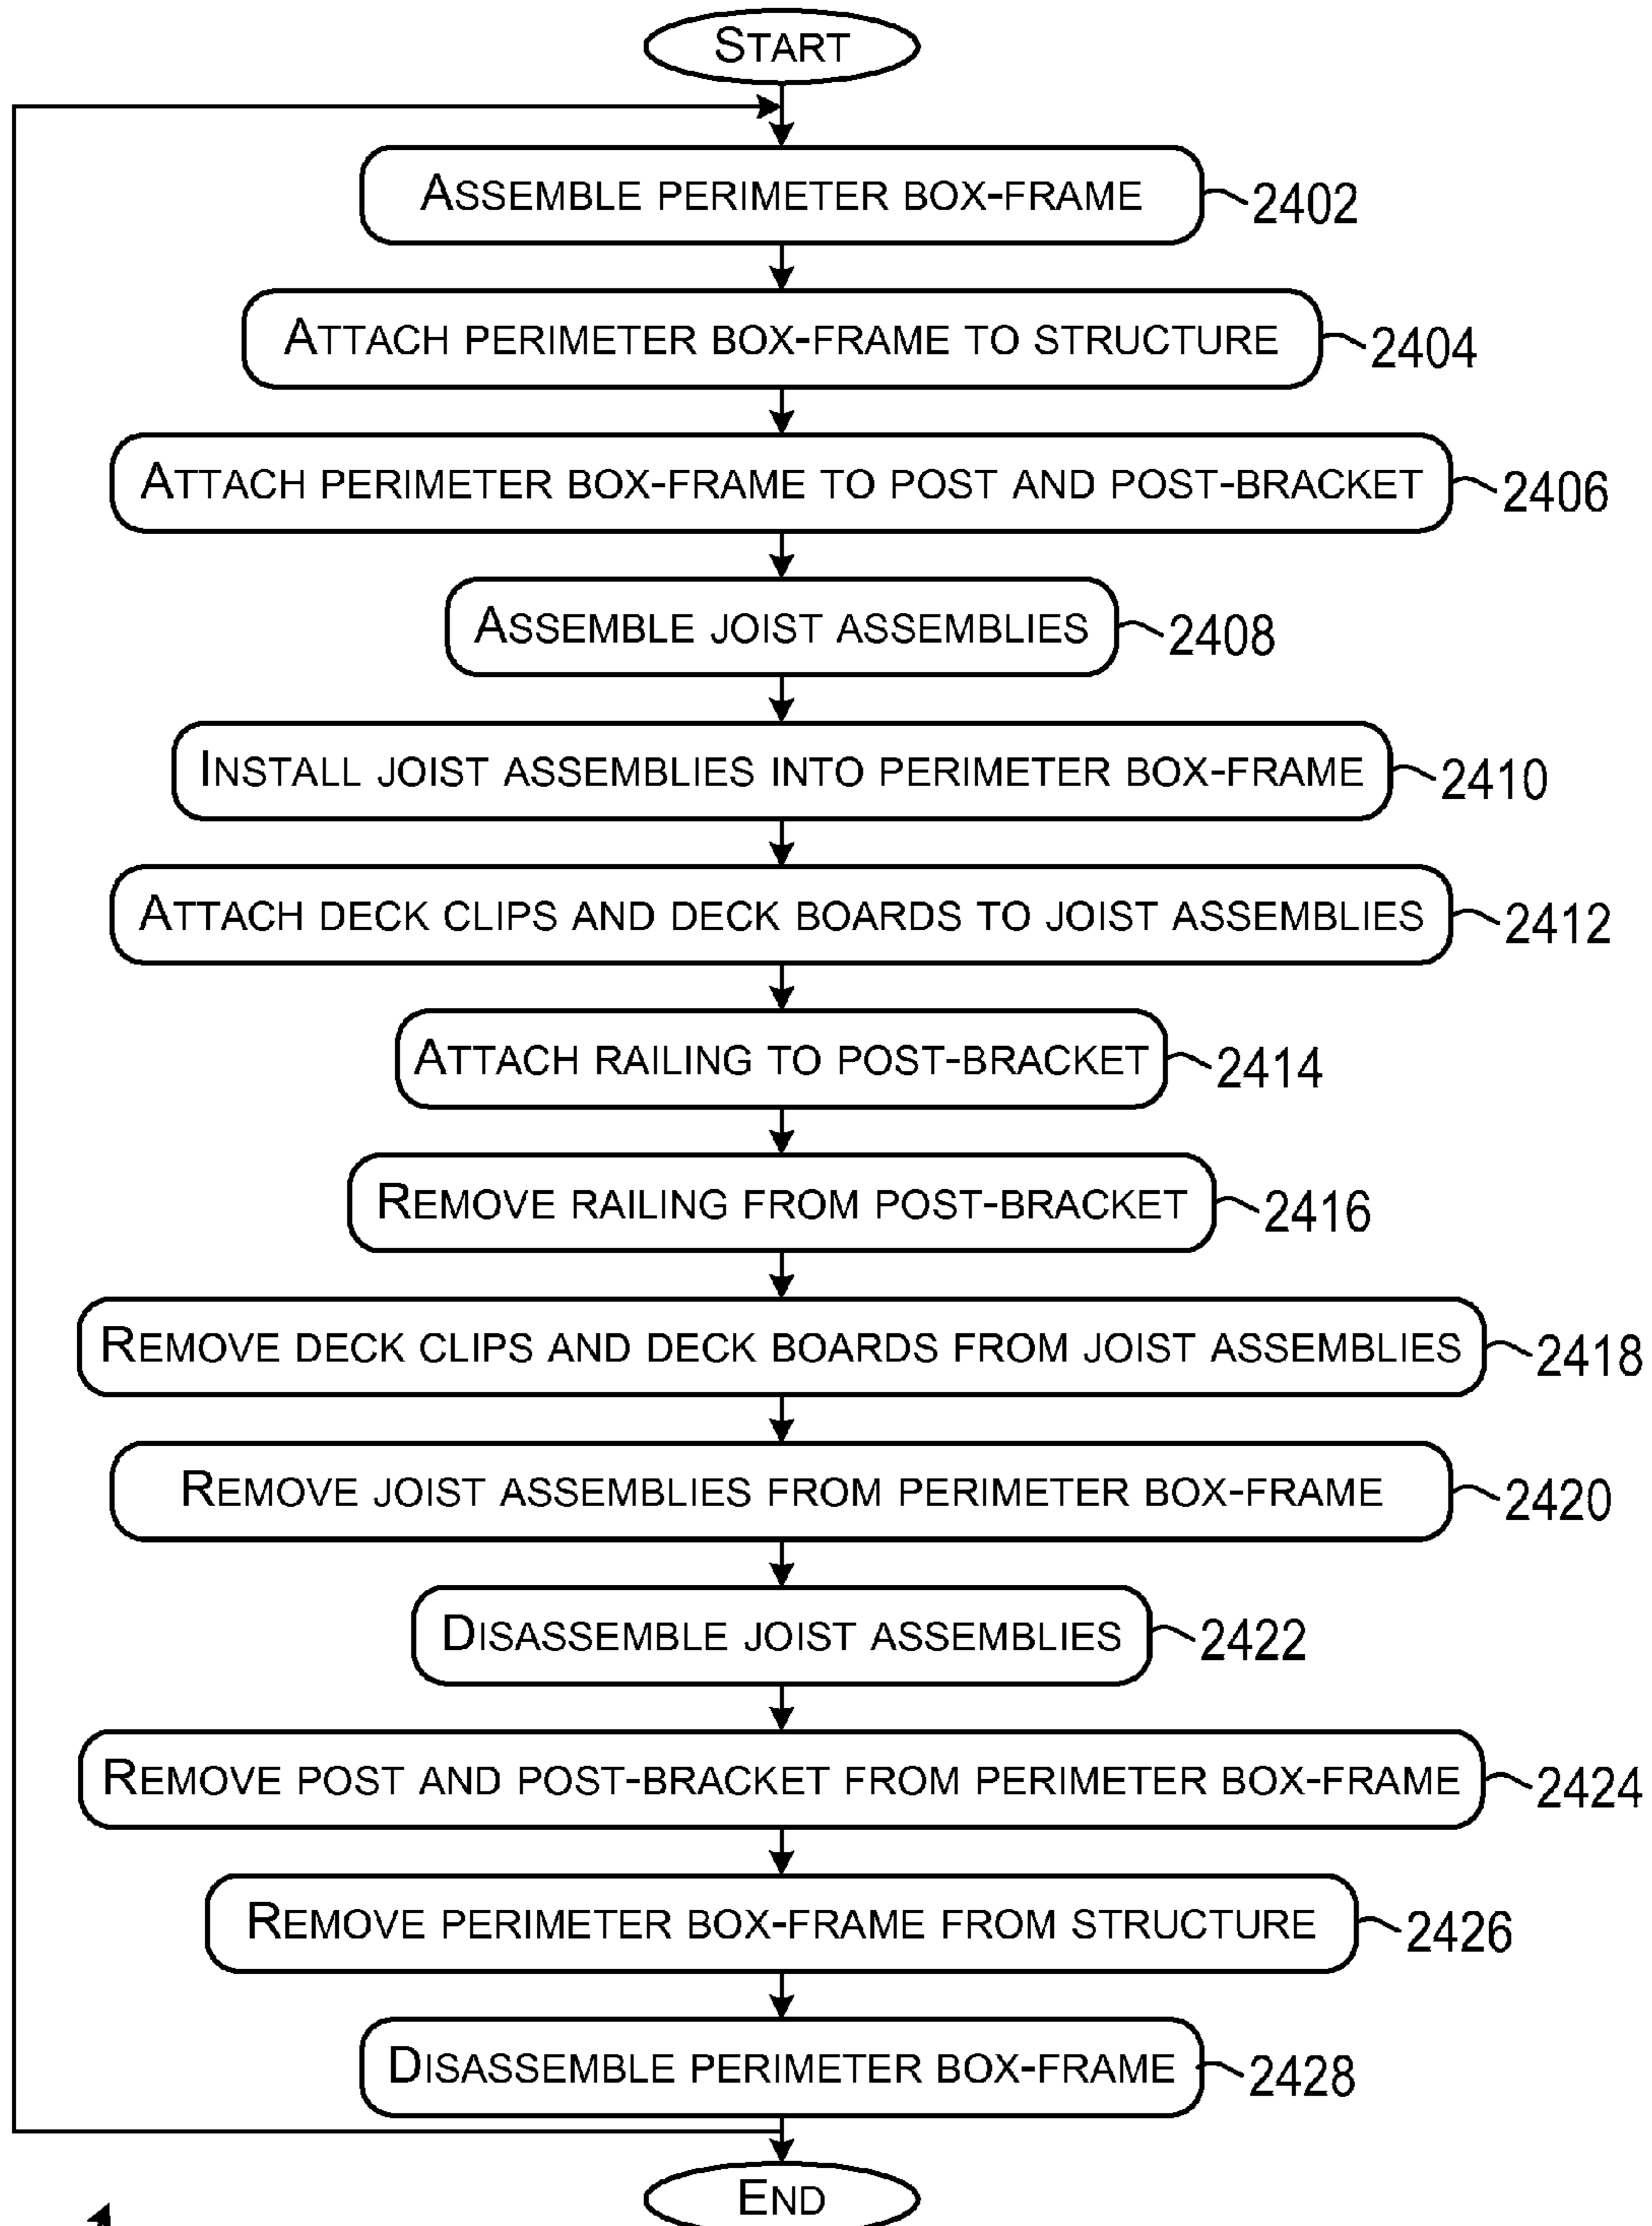 START
ASSEMBLE PERIMETER BOX-FRAME 2402
ATTACH PERIMETER BOX-FRAME TO STRUCTURE 2404
ATTACH PERIMETER BOX-FRAME TO POST AND POST-BRACKET 2406
ASSEMBLE JOIST ASSEMBLIES 2408
INSTALL JOIST ASSEMBLIES INTO PERIMETER BOX-FRAME 2410
ATTACH DECK CLIPS AND DECK BOARDS TO JOIST ASSEMBLIES 2412
ATTACH RAILING TO POST-BRACKET 2414
REMOVE RAILING FROM POST-BRACKET 2416
REMOVE DECK CLIPS AND DECK BOARDS FROM JOIST ASSEMBLIES 2418
REMOVE JOIST ASSEMBLIES FROM PERIMETER BOX-FRAME 2420
DISASSEMBLE JOIST ASSEMBLIES 2422
REMOVE POST AND POST-BRACKET FROM PERIMETER BOX-FRAME 2424
REMOVE PERIMETER BOX-FRAME FROM STRUCTURE 2426
DISASSEMBLE PERIMETER BOX-FRAME 2428
END